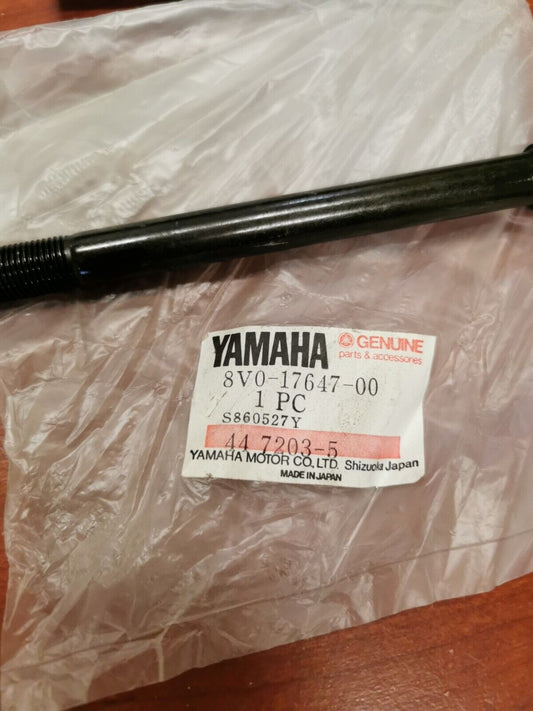 YAMAHA GENUINE
parts & accessories
8V0-17647-00
1 PC
S860527Y
44 7203-5
YAMAHA MOTOR CO.,LTD. Shizuoka Japan
MADE IN JAPAN